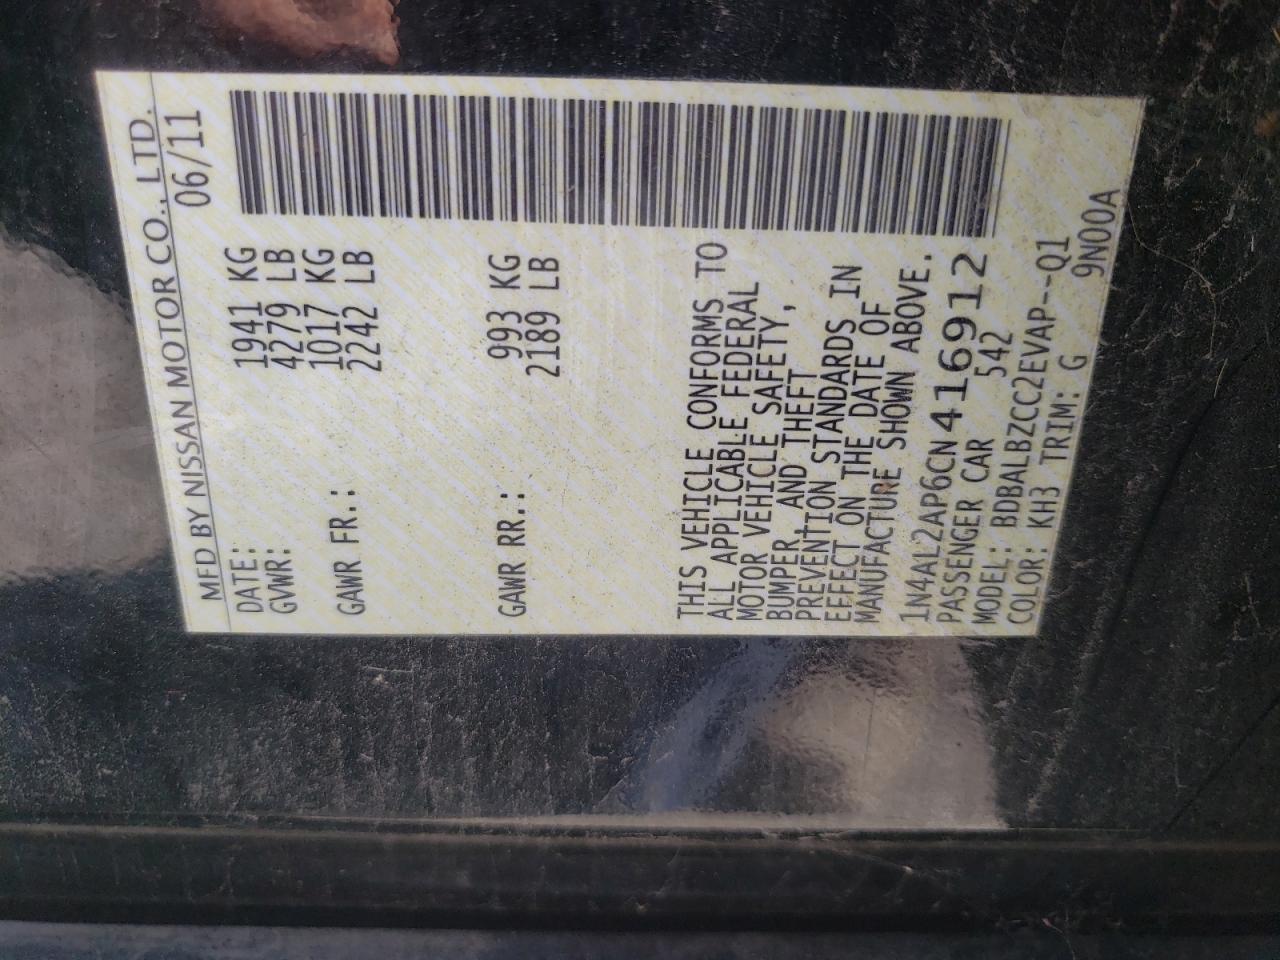 MFD BY NISSAN MOTOR CO., LTD.
DATE: 06/11
GVWR: 1941 KG
4279 LB
GAWR FR.: 1017 KG
2242 LB
GAWR RR.: 993 KG
2189 LB
THIS VEHICLE CONFORMS TO
ALL APPLICABLE FEDERAL
MOTOR VEHICLE SAFETY,
BUMPER, AND THEFT
PREVENTION STANDARDS IN
EFFECT ON THE DATE OF
MANUFACTURE SHOWN ABOVE.
1N4AL2AP6CN416912
PASSENGER CAR 542
MODEL: BDBALBZCC2EVAP--Q1
COLOR: KH3 TRIM: G 9N00A